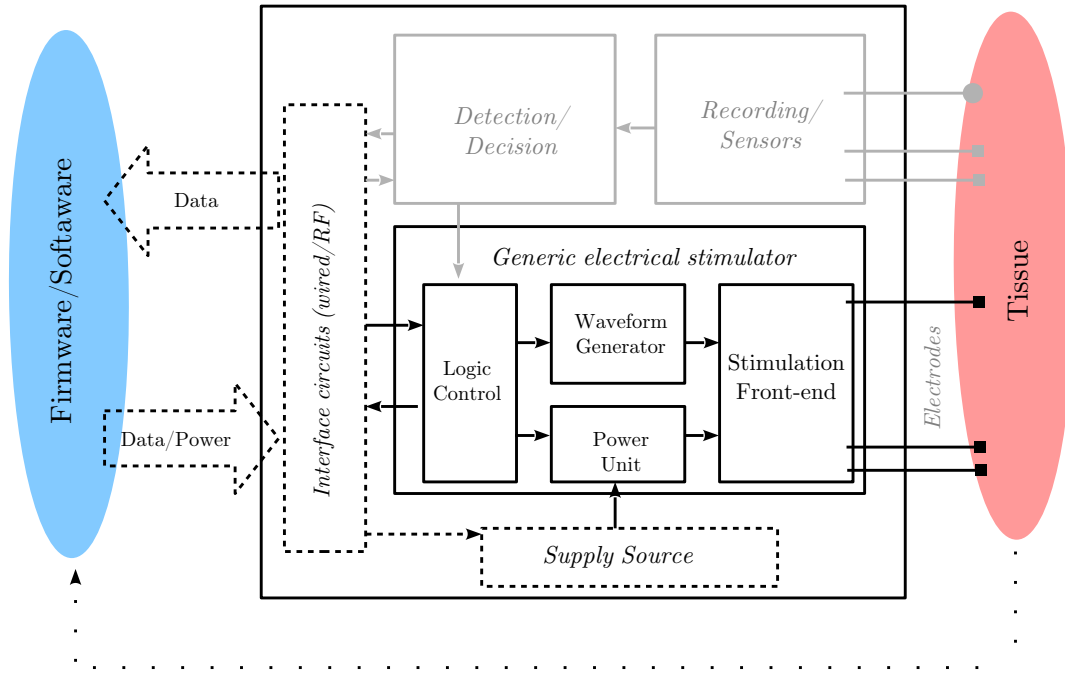 Firmware/Softaware
Data
Data/Power
Interface circuits (wired/RF)
Detection/
Decision
Recording/
Sensors
Generic electrical stimulator
Logic
Control
Waveform
Generator
Power
Unit
Stimulation
Front-end
Supply Source
Electrodes
Tissue